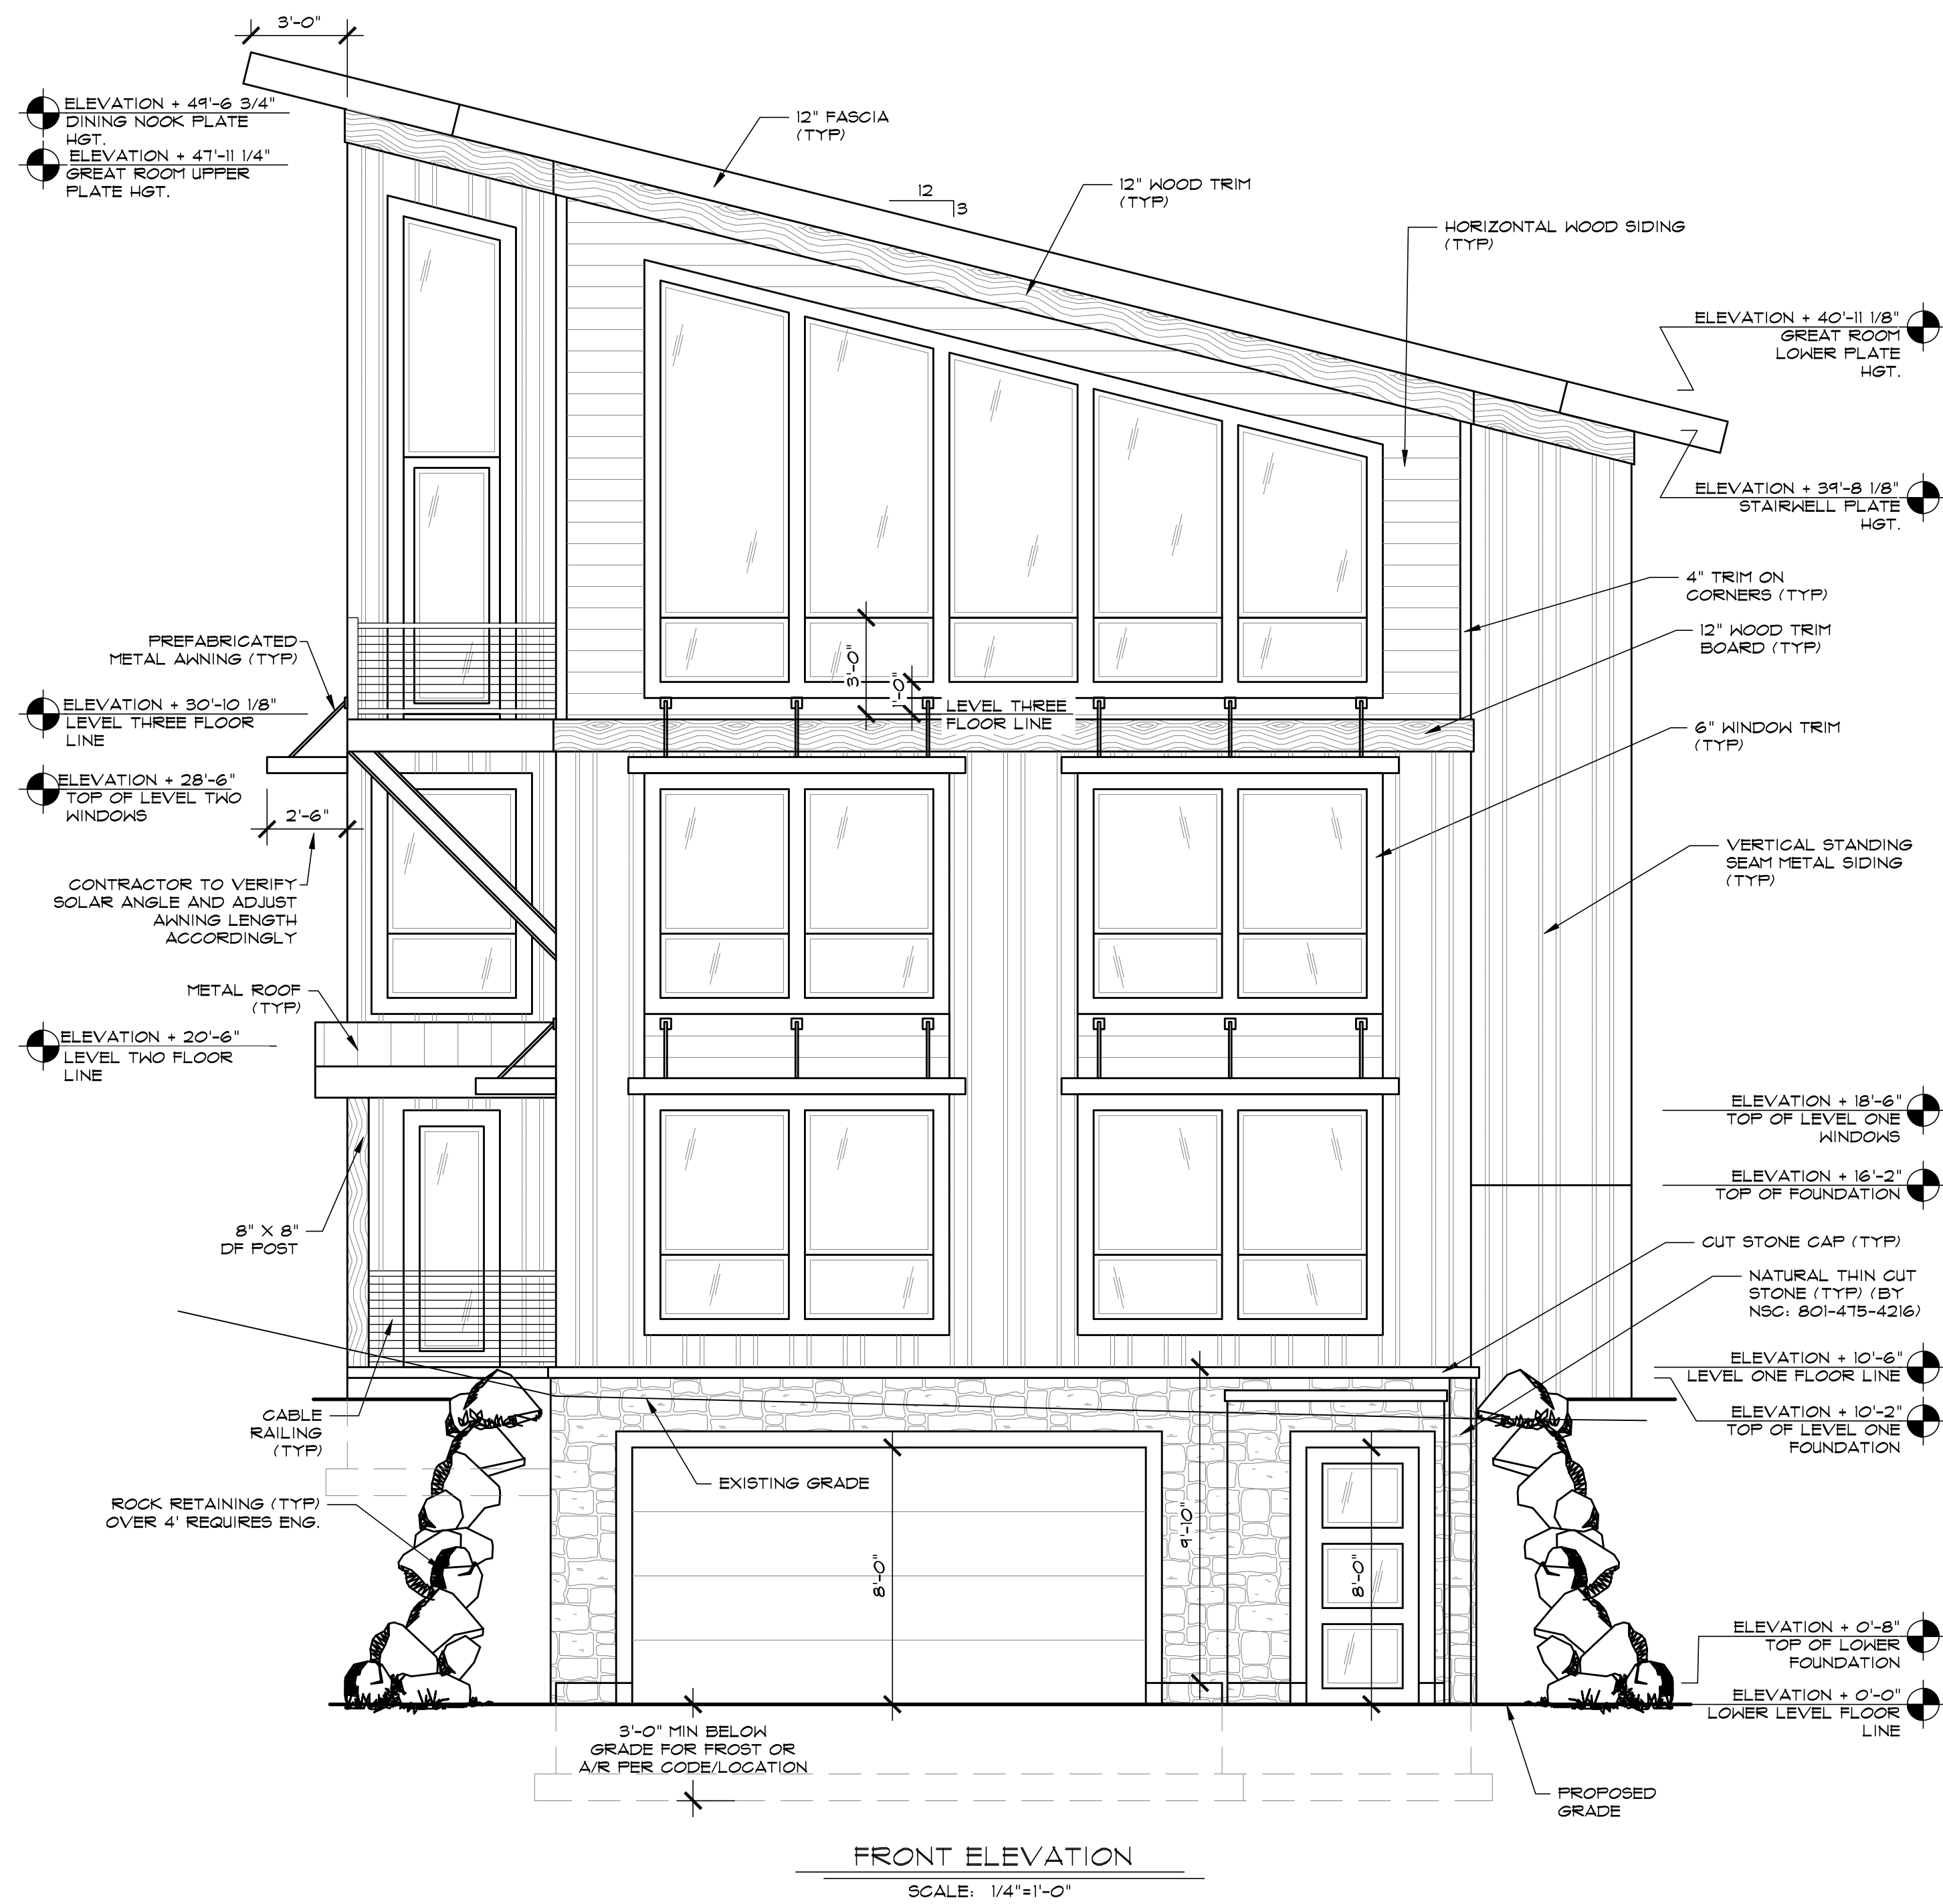 3'-0"
ELEVATION + 49'-6 3/4"
DINING NOOK PLATE
HGT.
ELEVATION + 47'-11 1/4"
GREAT ROOM UPPER
PLATE HGT.
12" FASCIA
(TYP)
12
3
12" WOOD TRIM
(TYP)
HORIZONTAL WOOD SIDING
(TYP)
ELEVATION + 40'-11 1/8"
GREAT ROOM
LOWER PLATE
HGT.
ELEVATION + 39'-8 1/8"
STAIRWELL PLATE
HGT.
4" TRIM ON
CORNERS (TYP)
12" WOOD TRIM
BOARD (TYP)
6" WINDOW TRIM
(TYP)
PREFABRICATED
METAL AWNING (TYP)
ELEVATION + 30'-10 1/8"
LEVEL THREE FLOOR
LINE
3'-0"
1'-0"
LEVEL THREE
FLOOR LINE
ELEVATION + 28'-6"
TOP OF LEVEL TWO
WINDOWS
2'-6"
CONTRACTOR TO VERIFY
SOLAR ANGLE AND ADJUST
AWNING LENGTH
ACCORDINGLY
VERTICAL STANDING
SEAM METAL SIDING
(TYP)
METAL ROOF
(TYP)
ELEVATION + 20'-6"
LEVEL TWO FLOOR
LINE
ELEVATION + 18'-6"
TOP OF LEVEL ONE
WINDOWS
ELEVATION + 16'-2"
TOP OF FOUNDATION
8" X 8"
DF POST
CUT STONE CAP (TYP)
NATURAL THIN CUT
STONE (TYP) (BY
NSC: 801-475-4216)
ELEVATION + 10'-6"
LEVEL ONE FLOOR LINE
ELEVATION + 10'-2"
TOP OF LEVEL ONE
FOUNDATION
CABLE
RAILING
(TYP)
EXISTING GRADE
ROCK RETAINING (TYP)
OVER 4' REQUIRES ENG.
8'-0"
9'-10"
8'-0"
ELEVATION + 0'-8"
TOP OF LOWER
FOUNDATION
ELEVATION + 0'-0"
LOWER LEVEL FLOOR
LINE
3'-0" MIN BELOW
GRADE FOR FROST OR
A/R PER CODE/LOCATION
PROPOSED
GRADE
FRONT ELEVATION
SCALE: 1/4"=1'-0"